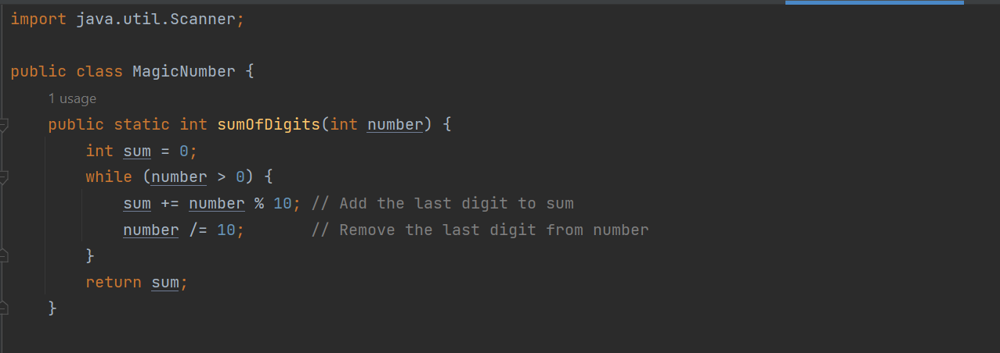 import java.util.Scanner;
public class MagicNumber {
1 usage
public static int sumOfDigits(int number) {
int sum = 0;
while (number > 0) {
sum += number % 10; // Add the last digit to sum
number /= 10;       // Remove the last digit from number
}
return sum;
}